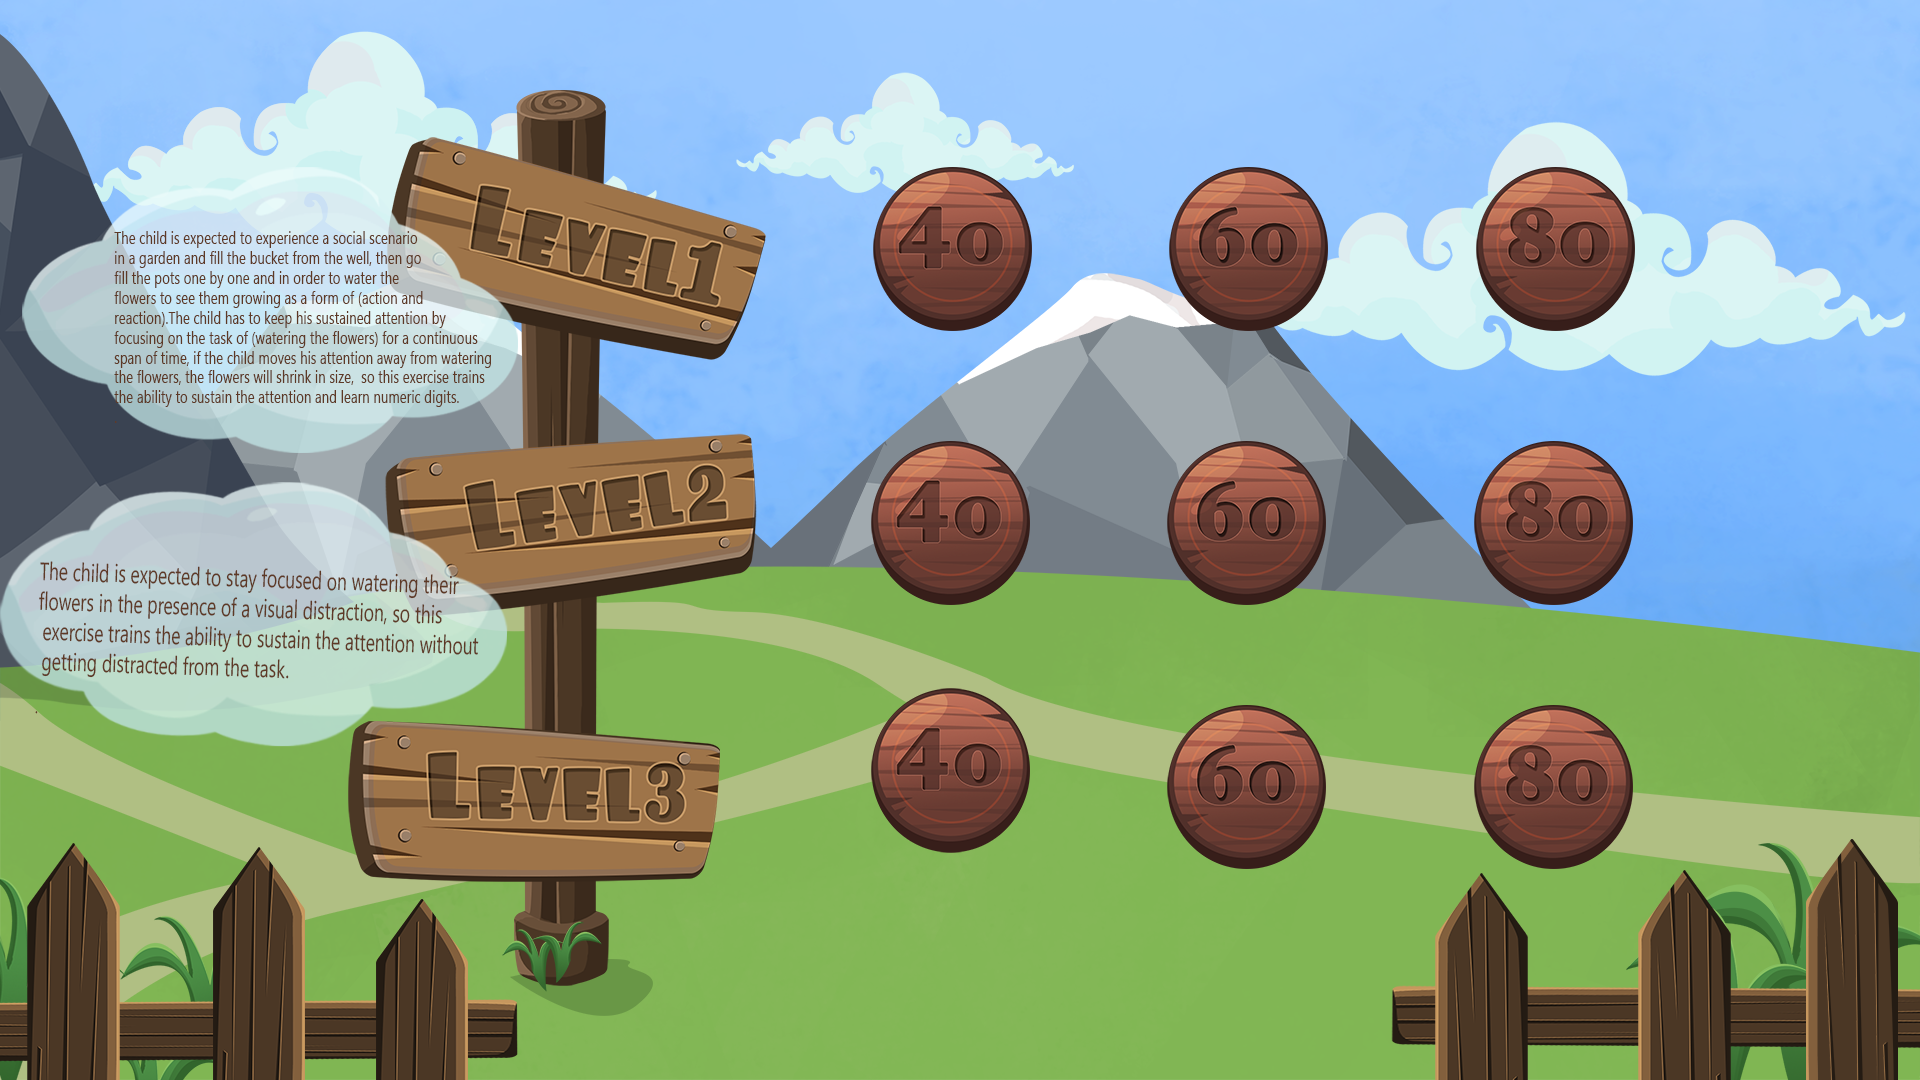 LEVEL1
40
60
80
The child is expected to experience a social scenario
in a garden and fill the bucket from the well, then go
fill the pots one by one and in order to water the
flowers to see them growing as a form of (action and
reaction).The child has to keep his sustained attention by
focusing on the task of (watering the flowers) for a continuous
span of time, if the child moves his attention away from watering
the flowers, the flowers will shrink in size, so this exercise trains
the ability to sustain the attention and learn numeric digits.
LEVEL2
40
60
80
The child is expected to stay focused on watering their
flowers in the presence of a visual distraction, so this
exercise trains the ability to sustain the attention without
getting distracted from the task.
LEVEL3
40
60
80